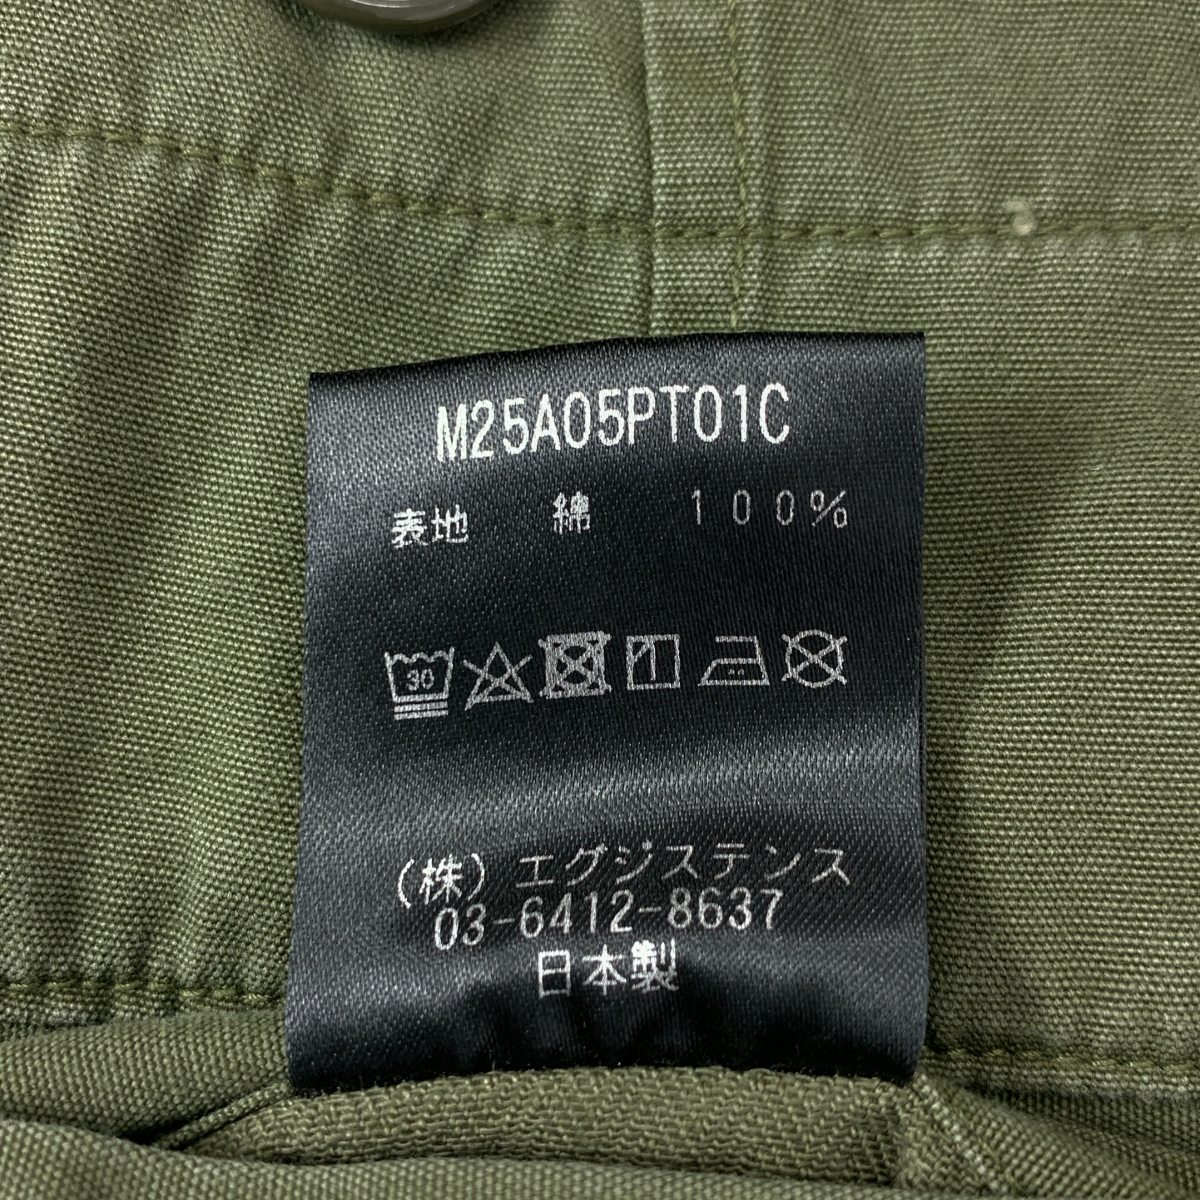 M25A05PT01C
表地 綿 100%
30
(株)エグジステンス
03-6412-8637
日本製